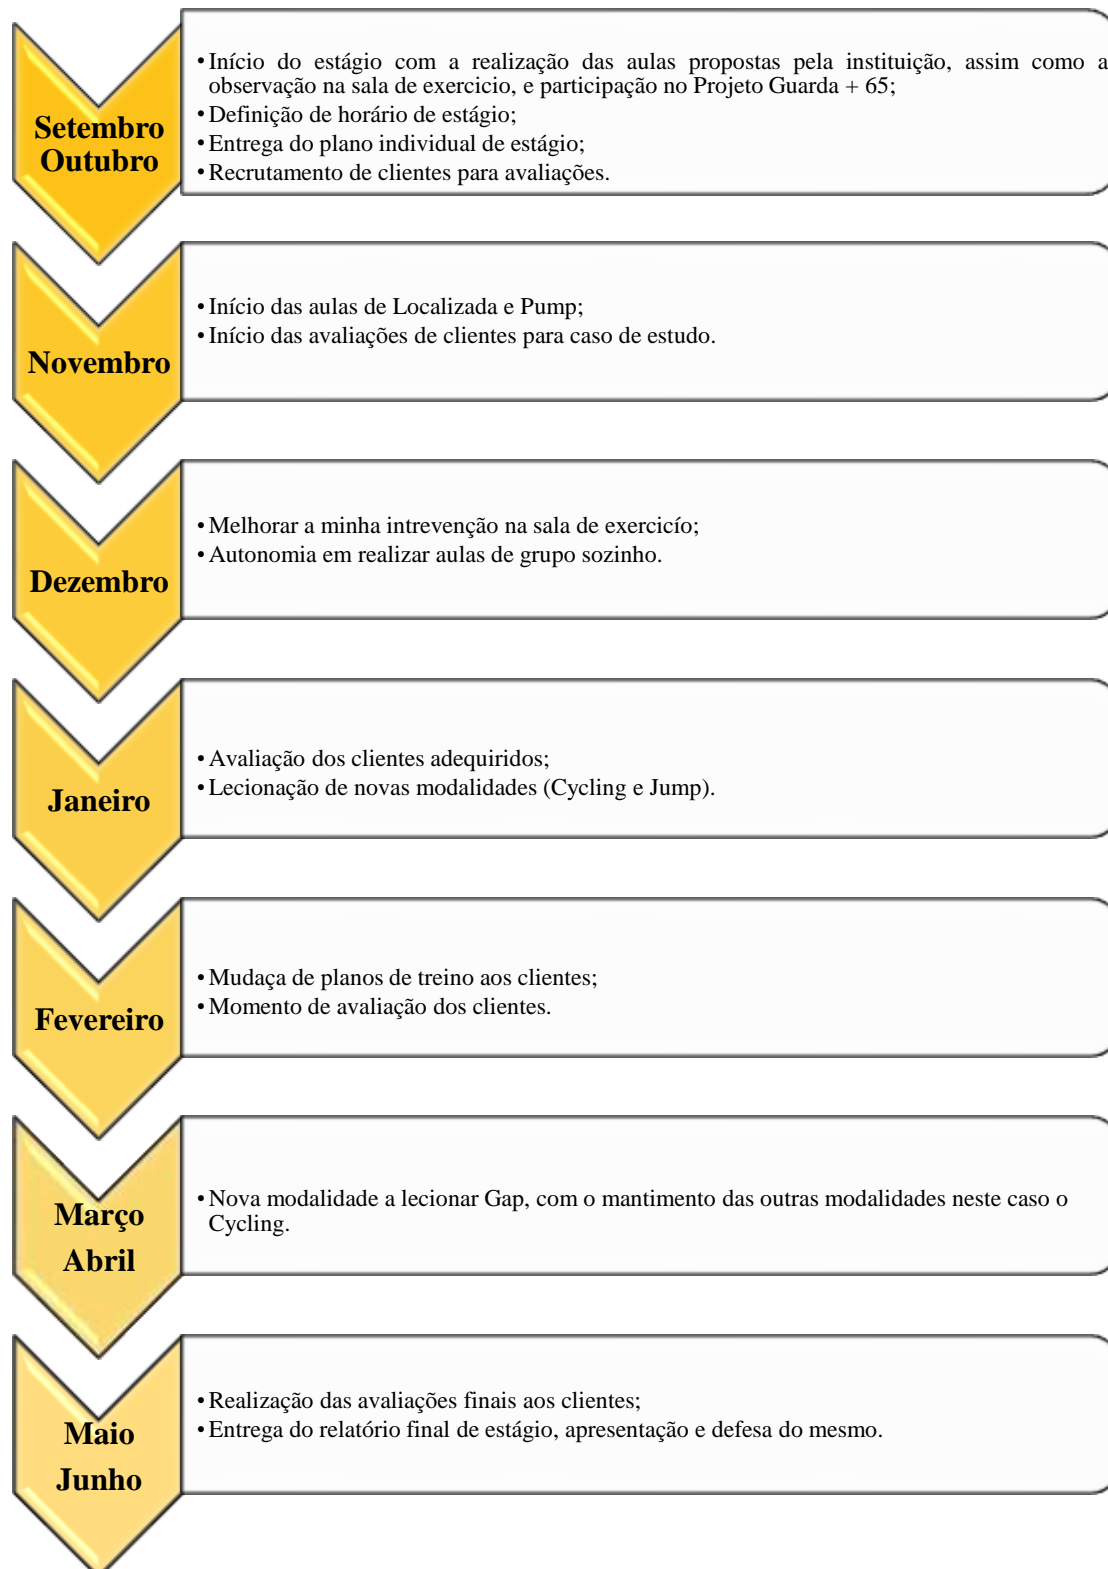 Setembro
Outubro
• Início do estágio com a realização das aulas propostas pela instituição, assim como a
observação na sala de exercicio, e participação no Projeto Guarda + 65;
• Definição de horário de estágio;
• Entrega do plano individual de estágio;
• Recrutamento de clientes para avaliações.
Novembro
• Início das aulas de Localizada e Pump;
• Início das avaliações de clientes para caso de estudo.
Dezembro
• Melhorar a minha intrevenção na sala de exercicío;
• Autonomia em realizar aulas de grupo sozinho.
Janeiro
• Avaliação dos clientes adequiridos;
• Lecionação de novas modalidades (Cycling e Jump).
Fevereiro
• Mudaça de planos de treino aos clientes;
• Momento de avaliação dos clientes.
Março
Abril
• Nova modalidade a lecionar Gap, com o mantimento das outras modalidades neste caso o
Cycling.
Maio
Junho
• Realização das avaliações finais aos clientes;
• Entrega do relatório final de estágio, apresentação e defesa do mesmo.